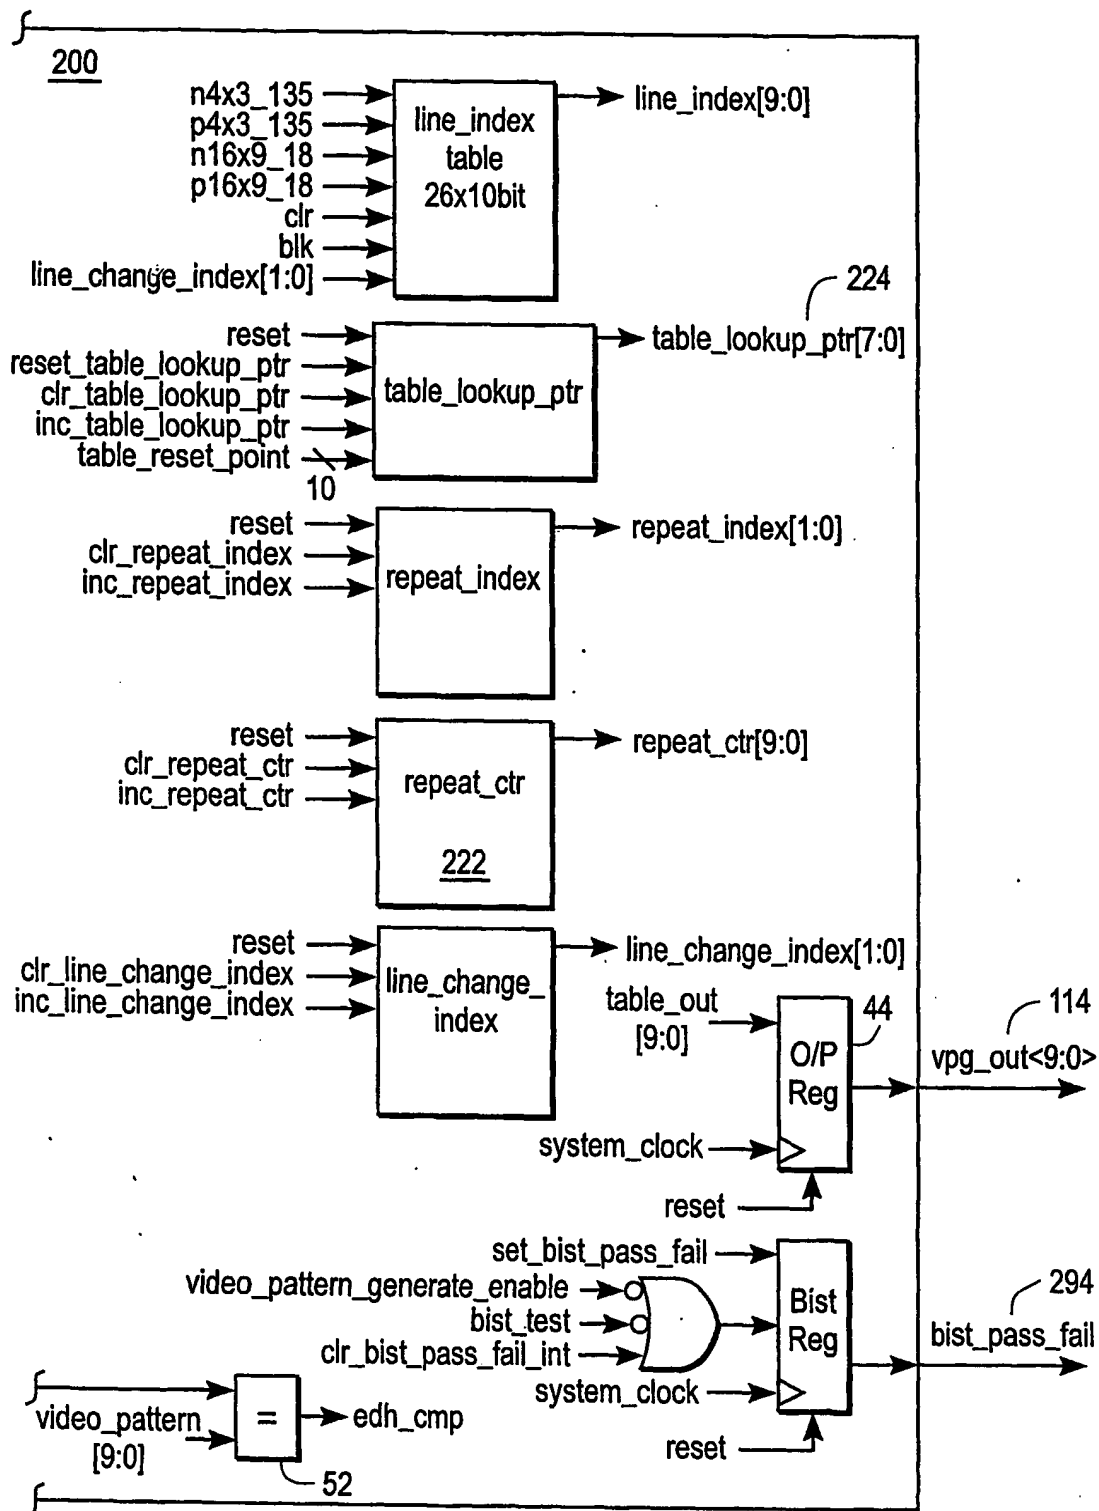 200
n4x3_135
p4x3_135
n16x9_18
p16x9_18
clr
blk
line_change_index[1:0]
line_index
table
26x10bit
line_index[9:0]
224
reset
reset_table_lookup_ptr
clr_table_lookup_ptr
inc_table_lookup_ptr
table_reset_point
10
table_lookup_ptr
table_lookup_ptr[7:0]
reset
clr_repeat_index
inc_repeat_index
repeat_index
repeat_index[1:0]
reset
clr_repeat_ctr
inc_repeat_ctr
repeat_ctr
222
repeat_ctr[9:0]
reset
clr_line_change_index
inc_line_change_index
line_change_
index
line_change_index[1:0]
table_out
[9:0]
44
O/P
Reg
system_clock
reset
114
vpg_out<9:0>
set_bist_pass_fail
video_pattern_generate_enable
bist_test
clr_bist_pass_fail_int
system_clock
reset
Bist
Reg
294
bist_pass_fail
video_pattern
[9:0]
=
edh_cmp
52